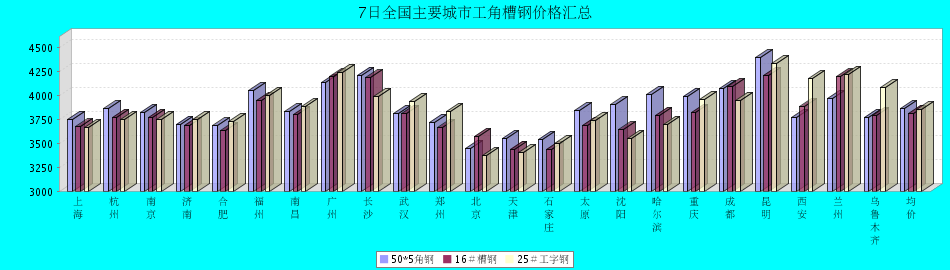 7日全国主要城市工角槽钢价格汇总
4500
4250
4000
3750
3500
3250
3000
上海 杭州 南京 济南 合肥 福州 南昌 广州 长沙 武汉 郑州 北京 天津 石家庄 太原 沈阳 哈尔滨 重庆 成都 昆明 西安 兰州 乌鲁木齐 均价
50*5角钢 16#槽钢 25#工字钢